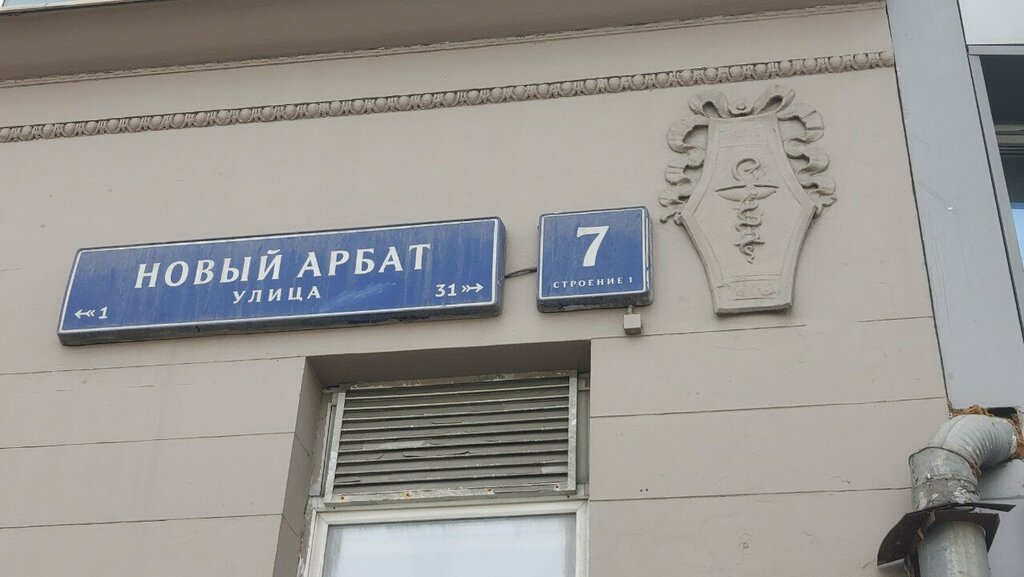 НОВЫЙ АРБАТ
УЛИЦА
1
31
7
СТРОЕНИЕ 1